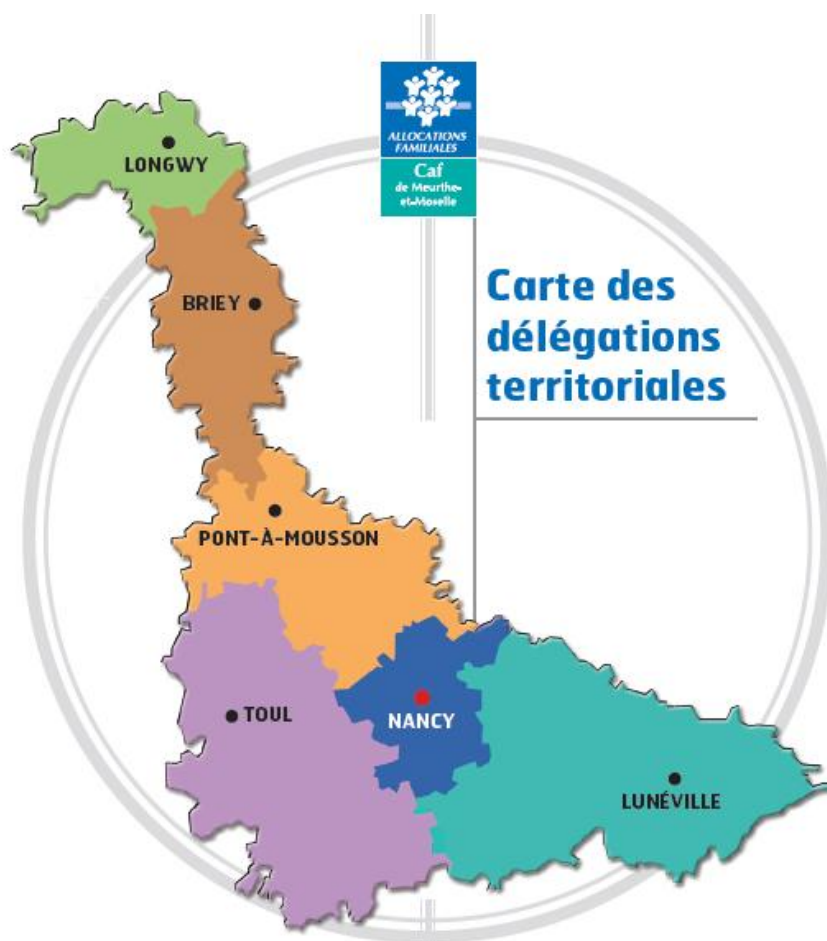 ALLOCATIONS
FAMILIALES
Caf
de Meurthe-
et-Moselle
LONGWY
Carte des
délégations
territoriales
BRIEY
PONT-À-MOUSSON
TOUL
NANCY
LUNÉVILLE